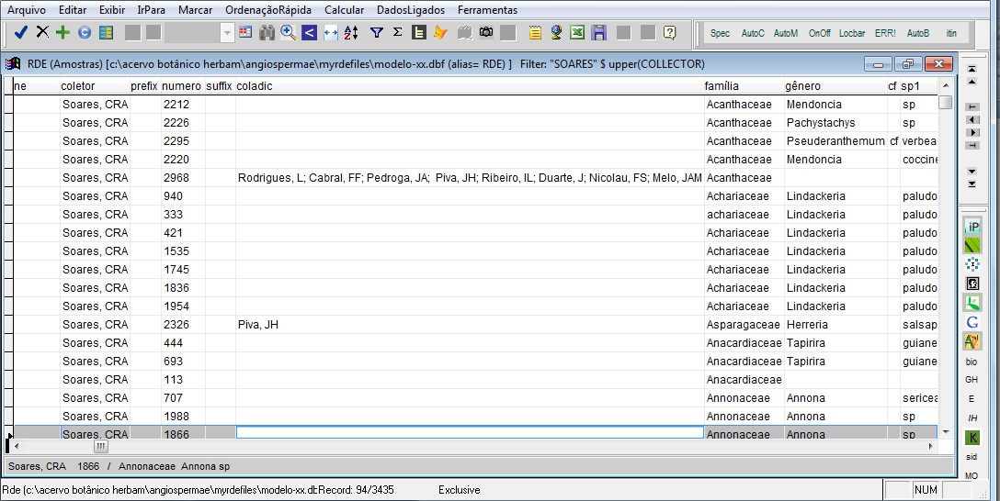 Arquivo Editar Exibir IrPara Marcar OrdenaçãoRápida Calcular DadosLigados Ferramentas
Spec AutoC AutoM OnOff Locbar ERR! AutoB itin
RDE (Amostras) [c:\acervo botânico herbam\angiospermae\myrdefiles\modelo-xx.dbf (alias= RDE) ] Filter: "SOARES" $ upper(COLLECTOR)
ne coletor prefix numero suffix coladic família gênero cf sp1
Soares, CRA 2212 Acanthaceae Mendoncia sp
Soares, CRA 2226 Acanthaceae Pachystachys sp
Soares, CRA 2295 Acanthaceae Pseuderanthemum cf verbea
Soares, CRA 2220 Acanthaceae Mendoncia coccine
Soares, CRA 2968 Rodrigues, L; Cabral, FF; Pedroga, JA; Piva, JH; Ribeiro, IL; Duarte, J; Nicolau, FS; Melo, JAM Acanthaceae
Soares, CRA 940 Achariaceae Lindackeria paludo
Soares, CRA 333 achariaceae Lindackeria paludo
Soares, CRA 421 Achariaceae Lindackeria paludo
Soares, CRA 1535 Achariaceae Lindackeria paludo
Soares, CRA 1745 Achariaceae Lindackeria paludo
Soares, CRA 1836 Achariaceae Lindackeria paludo
Soares, CRA 1954 Achariaceae Lindackeria paludo
Soares, CRA 2326 Piva, JH Asparagaceae Herreria salsap
Soares, CRA 444 Anacardiaceae Tapirira guiane
Soares, CRA 693 Anacardiaceae Tapirira guiane
Soares, CRA 113 Anacardiaceae
Soares, CRA 707 Annonaceae Annona sericea
Soares, CRA 1988 Annonaceae Annona sp
Soares, CRA 1866 Annonaceae Annona sp
iP
G
bio
GH
E
IH
K
sid
MO
Soares, CRA 1866 / Annonaceae Annona sp
Rde (c:\acervo botânico herbam\angiospermae\myrdefiles\modelo-xx.dt Record: 94/3435 Exclusive NUM